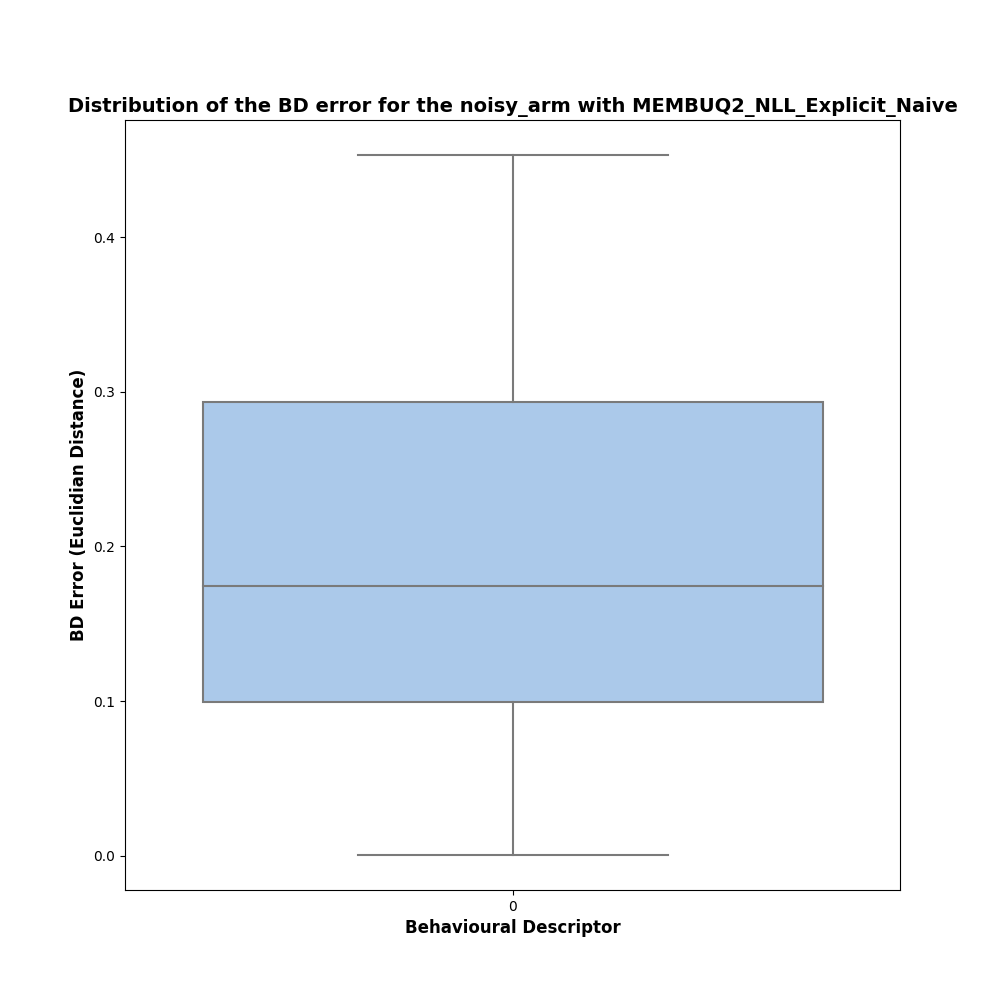 Distribution of the BD error for the noisy_arm with MEMBUQ2_NLL_Explicit_Naive
BD Error (Euclidian Distance)
0.4
0.3
0.2
0.1
0.0
0
Behavioural Descriptor